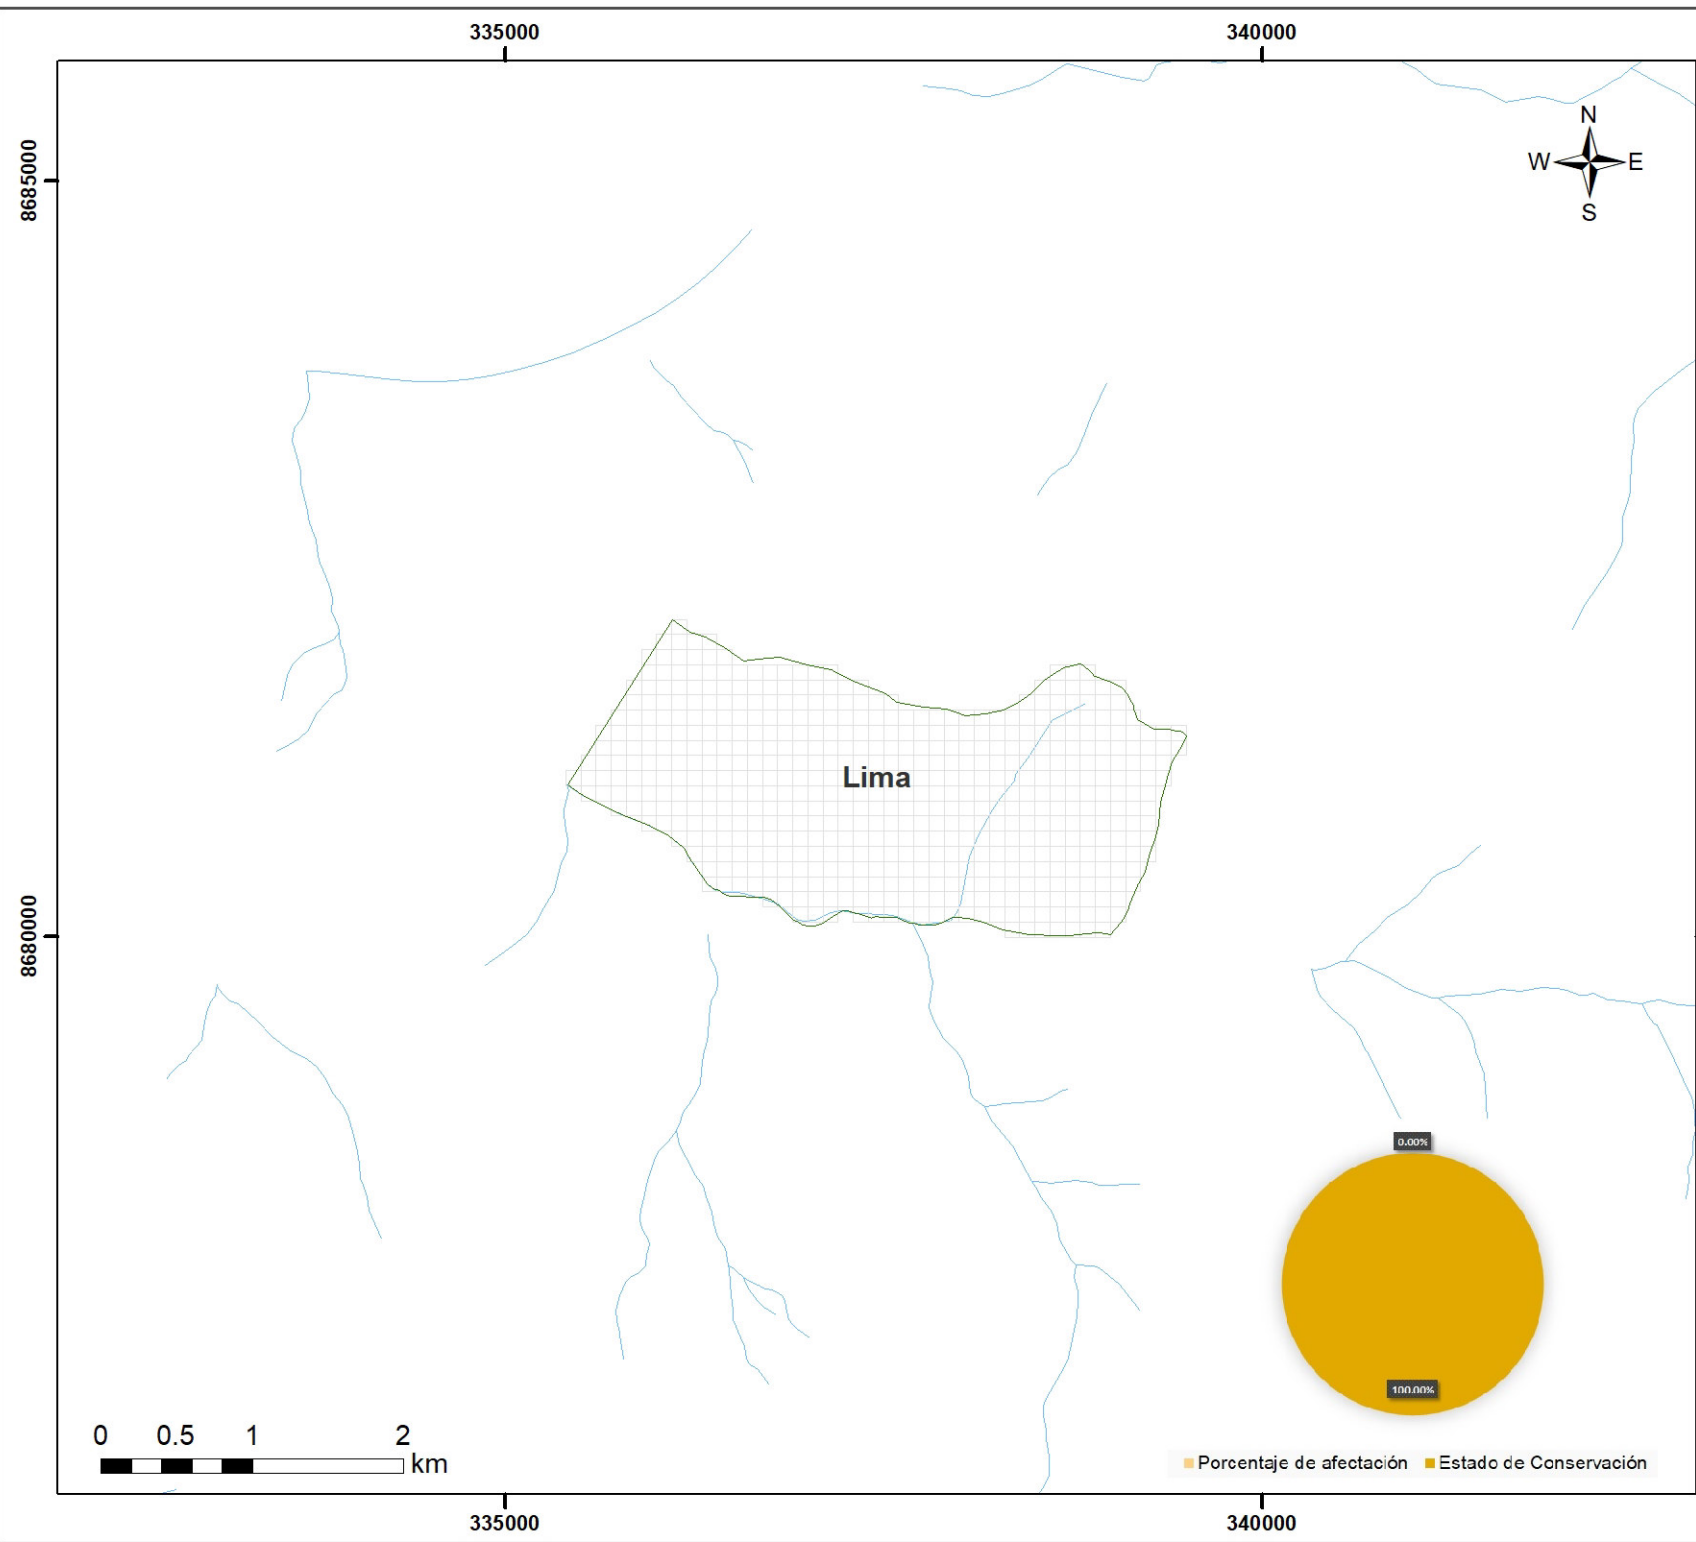 335000 340000
N
W E
S
8685000
Lima
8680000
0.00%
100.00%
0 0.5 1 2
km
Porcentaje de afectación Estado de Conservación
335000 340000